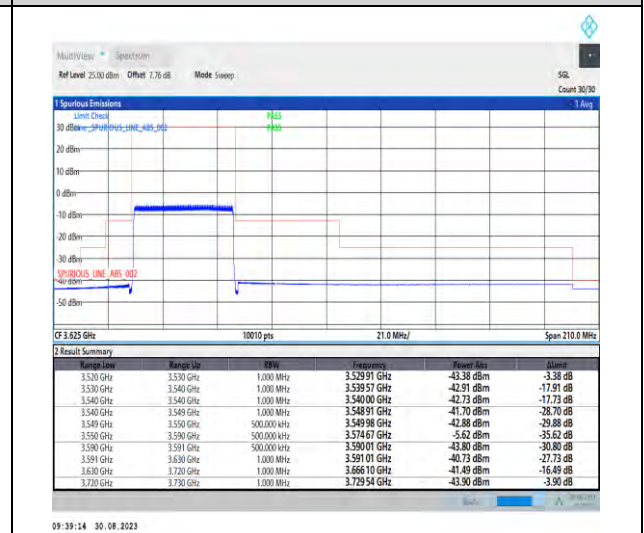 MultiView Spectrum
Ref Level 25.00 dBm Offset 7.76 dB Mode Sweep SGL
Count 30/30
1 Spurious Emissions 1 Avg
Limit Check PASS
30 dBm _SPURIOUS_LINE_ABS_002 PASS
20 dBm
10 dBm
0 dBm
-10 dBm
-20 dBm
-30 dBm
SPURIOUS_LINE_ABS_002
-40 dBm
-50 dBm
CF 3.625 GHz 10010 pts 21.0 MHz/ Span 210.0 MHz
2 Result Summary
Range Low Range Up RBW Frequency Power Abs ΔLimit
3.520 GHz 3.530 GHz 1.000 MHz 3.529 91 GHz -43.38 dBm -3.38 dB
3.530 GHz 3.540 GHz 1.000 MHz 3.539 57 GHz -42.91 dBm -17.91 dB
3.540 GHz 3.540 GHz 1.000 MHz 3.540 00 GHz -42.73 dBm -17.73 dB
3.540 GHz 3.549 GHz 1.000 MHz 3.548 91 GHz -41.70 dBm -28.70 dB
3.549 GHz 3.550 GHz 500.000 kHz 3.549 98 GHz -42.88 dBm -29.88 dB
3.550 GHz 3.590 GHz 500.000 kHz 3.574 67 GHz -5.62 dBm -35.62 dB
3.590 GHz 3.591 GHz 500.000 kHz 3.590 01 GHz -43.80 dBm -30.80 dB
3.591 GHz 3.630 GHz 1.000 MHz 3.591 01 GHz -40.73 dBm -27.73 dB
3.630 GHz 3.720 GHz 1.000 MHz 3.666 10 GHz -41.49 dBm -16.49 dB
3.720 GHz 3.730 GHz 1.000 MHz 3.729 54 GHz -43.90 dBm -3.90 dB
09:39:14 30.08.2023